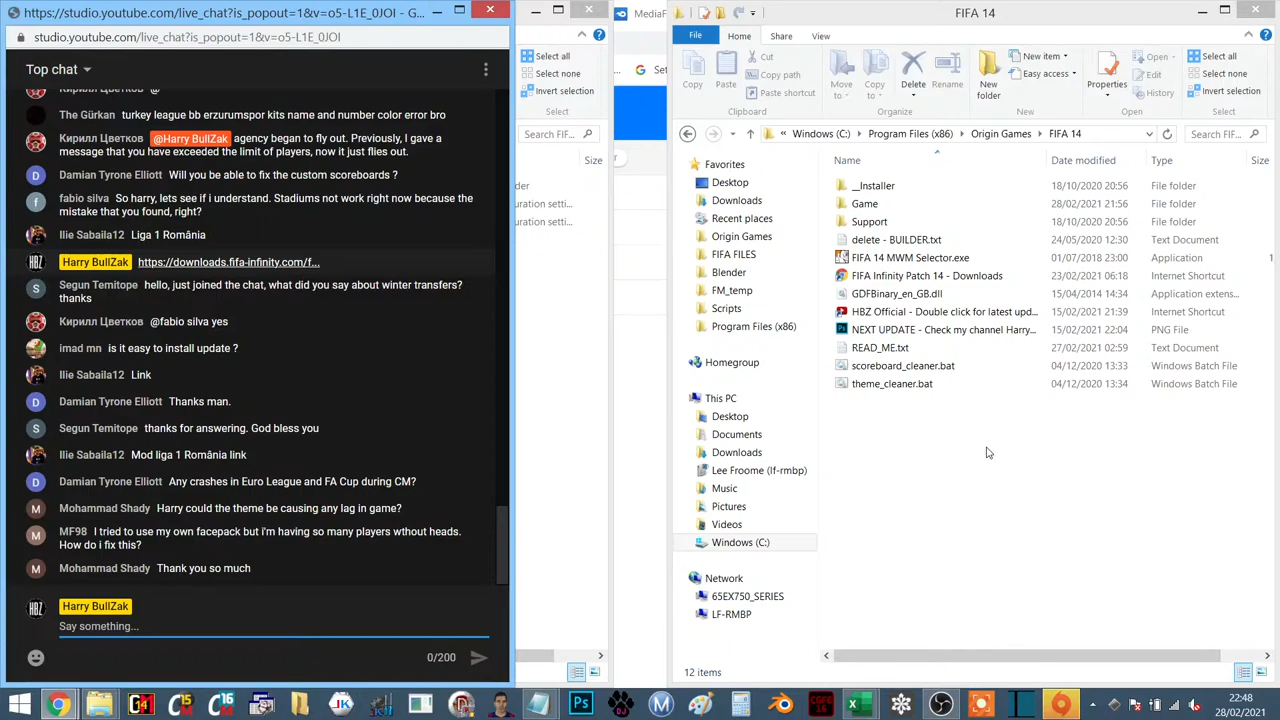 https://studio.youtube.com/live_chat?is_popout=1&v=o5-L1E_0JOI - G...
studio.youtube.com/live_chat?is_popout=1&v=o5-L1E_0JOI
Top chat
Кирилл Цветков @
The Gürkan turkey league bb erzurumspor kits name and number color error bro
Кирилл Цветков @Harry BullZak agency began to fly out. Previously, I gave a
message that you have exceeded the limit of players, now it just flies out.
Damian Tyrone Elliott Will you be able to fix the custom scoreboards ?
fabio silva So harry, lets see if i understand. Stadiums not work right now because the
mistake that you found, right?
Ilie Sabaila12 Liga 1 România
HBZ Harry BullZak https://downloads.fifa-infinity.com/f...
Segun Temitope hello, just joined the chat, what did you say about winter transfers?
thanks
Кирилл Цветков @fabio silva yes
imad mn is it easy to install update ?
Ilie Sabaila12 Link
Damian Tyrone Elliott Thanks man.
Segun Temitope thanks for answering. God bless you
Ilie Sabaila12 Mod liga 1 România link
Damian Tyrone Elliott Any crashes in Euro League and FA Cup during CM?
Mohammad Shady Harry could the theme be causing any lag in game?
MF98 I tried to use my own facepack but i'm having so many players wthout heads.
How do i fix this?
Mohammad Shady Thank you so much
HBZ Harry BullZak
Say something...
0/200
Select all
Select none
Invert selection
Select
Search FIF...
Size
der
uration setti...
uration setti...
MediaF
Set
FIFA 14
File Home Share View
Copy
Paste
Cut
Copy path
Paste shortcut
Clipboard
Move
to
Copy
to
Delete
Rename
Organize
New
folder
New item
Easy access
New
Properties
Open
Edit
History
Open
Select all
Select none
Invert selection
Select
« Windows (C:) Program Files (x86) Origin Games FIFA 14
Search FIF...
Name Date modified Type Size
__Installer 18/10/2020 20:56 File folder
Game 28/02/2021 21:56 File folder
Support 18/10/2020 20:56 File folder
delete - BUILDER.txt 24/05/2020 12:30 Text Document
FIFA 14 MWM Selector.exe 01/07/2018 23:00 Application 1
FIFA Infinity Patch 14 - Downloads 23/02/2021 06:18 Internet Shortcut
GDFBinary_en_GB.dll 15/04/2014 14:34 Application extens...
HBZ Official - Double click for latest upd... 15/02/2021 21:39 Internet Shortcut
NEXT UPDATE - Check my channel Harry... 15/02/2021 22:04 PNG File
READ_ME.txt 27/02/2021 02:59 Text Document
scoreboard_cleaner.bat 04/12/2020 13:33 Windows Batch File
theme_cleaner.bat 04/12/2020 13:34 Windows Batch File
Favorites
Desktop
Downloads
Recent places
Origin Games
FIFA FILES
Blender
FM_temp
Scripts
Program Files (x86)
Homegroup
This PC
Desktop
Documents
Downloads
Lee Froome (lf-rmbp)
Music
Pictures
Videos
Windows (C:)
Network
65EX750_SERIES
LF-RMBP
12 items
22:48
28/02/2021